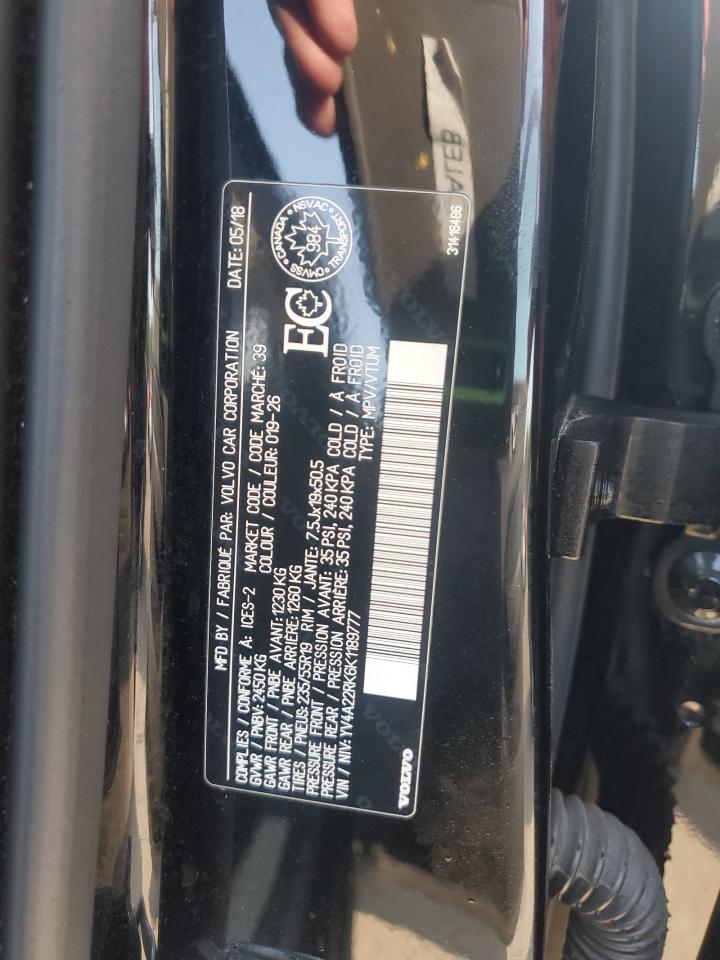 MFD BY / FABRIQUÉ PAR: VOLVO CAR CORPORATION DATE: 05/18
COMPLIES / CONFORME À: ICES-2 MARKET CODE / CODE MARCHÉ: 39
GVWR / PNBV: 2450 KG COLOUR / COULEUR: 019-26
GAWR FRONT / PNBE AVANT: 1230 KG
GAWR REAR / PNBE ARRIÈRE: 1260 KG
TIRES / PNEUS: 235/55R19 RIM / JANTE: 7.5Jx19x50.5
PRESSURE FRONT / PRESSION AVANT: 35 PSI, 240 KPA COLD / À FROID
PRESSURE REAR / PRESSION ARRIÈRE: 35 PSI, 240 KPA COLD / À FROID
VIN / NIV: YV4A22RK6K1189777 TYPE: MPV/VTUM
EC
CANADA • NSVAC • TRANSPORT • CMVSS
984
VOLVO
31416486